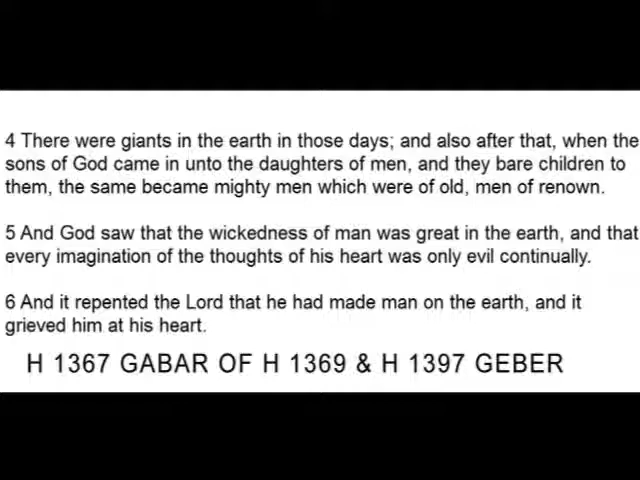 4 There were giants in the earth in those days; and also after that, when the
sons of God came in unto the daughters of men, and they bare children to
them, the same became mighty men which were of old, men of renown.
5 And God saw that the wickedness of man was great in the earth, and that
every imagination of the thoughts of his heart was only evil continually.
6 And it repented the Lord that he had made man on the earth, and it
grieved him at his heart.
H 1367 GABAR OF H 1369 & H 1397 GEBER